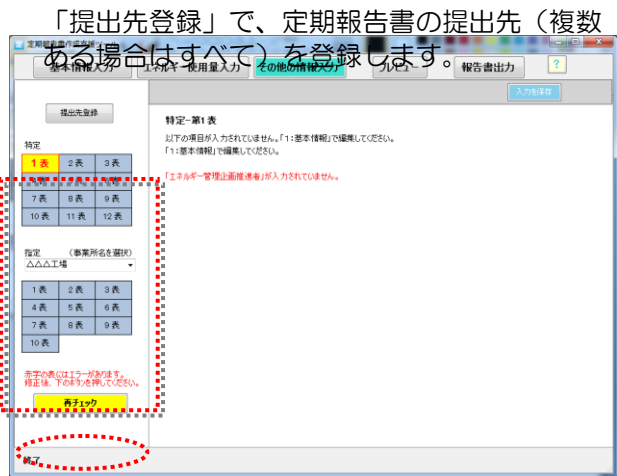 「提出先登録」で、定期報告書の提出先（複数
ある場合はすべて）を登録します。
基本情報入力
エネルギー使用量入力
その他の情報入力
プレビュー
報告書出力
?
入力を保存
提出先登録
特定-第1表
以下の項目が入力されていません。「1:基本情報」で編集してください。
「1:基本情報」で編集してください。
「エネルギー管理企画推進者」が入力されていません。
特定
1表 2表 3表
7表 8表 9表
10表 11表 12表
指定 （事業所名を選択）
△△△工場
1表 2表 3表
4表 5表 6表
7表 8表 9表
10表
赤字の表にはエラーがあります。
修正後、下のボタンを押してください。
再チェック
終了